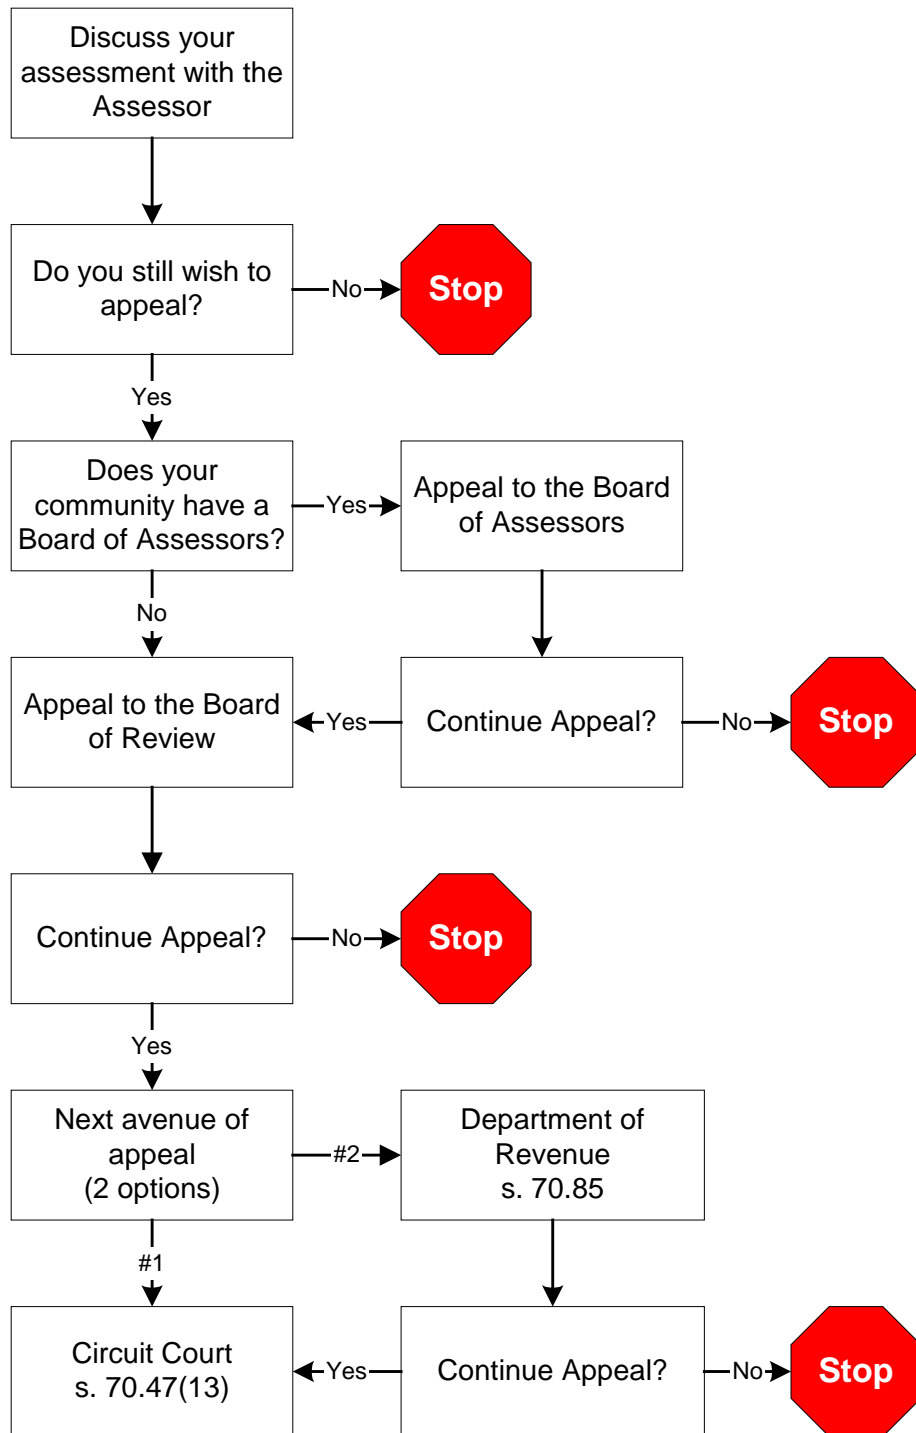 Discuss your
assessment with the
Assessor
Do you still wish to
appeal?
No
Stop
Yes
Does your
community have a
Board of Assessors?
Yes
Appeal to the Board
of Assessors
No
Appeal to the Board
of Review
Yes
Continue Appeal?
No
Stop
Continue Appeal?
No
Stop
Yes
Next avenue of
appeal
(2 options)
#2
Department of
Revenue
s. 70.85
#1
Circuit Court
s. 70.47(13)
Yes
Continue Appeal?
No
Stop